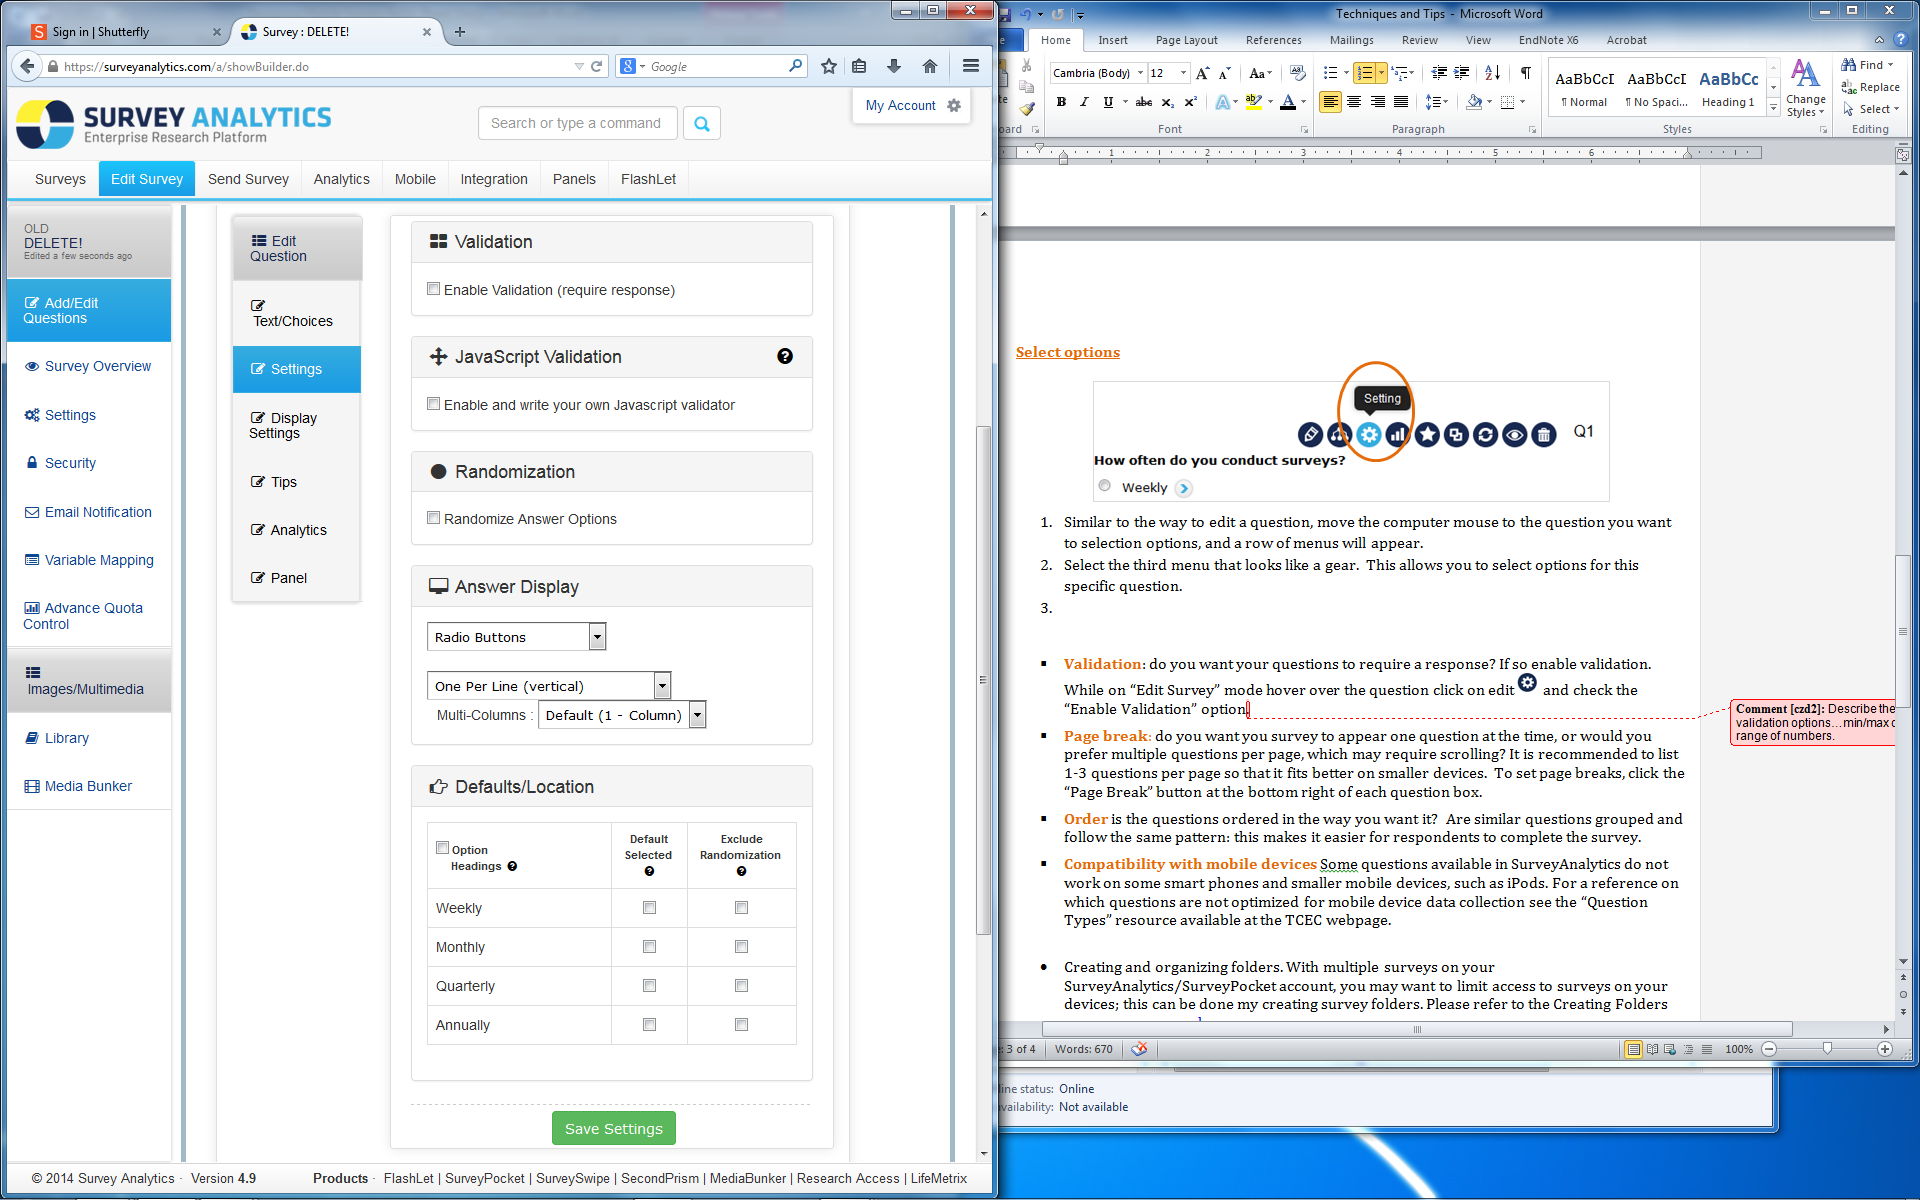 Sign in | Shutterfly
Survey : DELETE!
https://surveyanalytics.com/a/showBuilder.do
Google
SURVEY ANALYTICS
Enterprise Research Platform
Search or type a command
My Account
Surveys
Edit Survey
Send Survey
Analytics
Mobile
Integration
Panels
FlashLet
OLD
DELETE!
Edited a few seconds ago
Add/Edit
Questions
Survey Overview
Settings
Security
Email Notification
Variable Mapping
Advance Quota
Control
Images/Multimedia
Library
Media Bunker
Edit
Question
Text/Choices
Settings
Display
Settings
Tips
Analytics
Panel
Validation
Enable Validation (require response)
JavaScript Validation
Enable and write your own Javascript validator
Randomization
Randomize Answer Options
Answer Display
Radio Buttons
One Per Line (vertical)
Multi-Columns : Default (1 - Column)
Defaults/Location
Option
Headings
Default
Selected
Exclude
Randomization
Weekly
Monthly
Quarterly
Annually
Save Settings
© 2014 Survey Analytics · Version 4.9
Products · FlashLet | SurveyPocket | SurveySwipe | SecondPrism | MediaBunker | Research Access | LifeMetrix
Techniques and Tips - Microsoft Word
Home
Insert
Page Layout
References
Mailings
Review
View
EndNote X6
Acrobat
Cambria (Body)
12
AaBbCcI
¶ Normal
AaBbCcI
¶ No Spaci...
AaBbCc
Heading 1
Change
Styles
Find
Replace
Select
Font
Paragraph
Styles
Editing
1 2 3 4 5 6
Select options
Setting
Q1
How often do you conduct surveys?
Weekly
1. Similar to the way to edit a question, move the computer mouse to the question you want
to selection options, and a row of menus will appear.
2. Select the third menu that looks like a gear. This allows you to select options for this
specific question.
3.
Validation: do you want your questions to require a response? If so enable validation.
While on “Edit Survey” mode hover over the question click on edit and check the
“Enable Validation” option.
Comment [czd2]: Describe the
validation options…min/max
range of numbers.
Page break: do you want you survey to appear one question at the time, or would you
prefer multiple questions per page, which may require scrolling? It is recommended to list
1-3 questions per page so that it fits better on smaller devices. To set page breaks, click the
“Page Break” button at the bottom right of each question box.
Order is the questions ordered in the way you want it? Are similar questions grouped and
follow the same pattern: this makes it easier for respondents to complete the survey.
Compatibility with mobile devices Some questions available in SurveyAnalytics do not
work on some smart phones and smaller mobile devices, such as iPods. For a reference on
which questions are not optimized for mobile device data collection see the “Question
Types” resource available at the TCEC webpage.
Creating and organizing folders. With multiple surveys on your
SurveyAnalytics/SurveyPocket account, you may want to limit access to surveys on your
devices; this can be done my creating survey folders. Please refer to the Creating Folders
: 3 of 4
Words: 670
100%
line status: Online
vailability: Not available